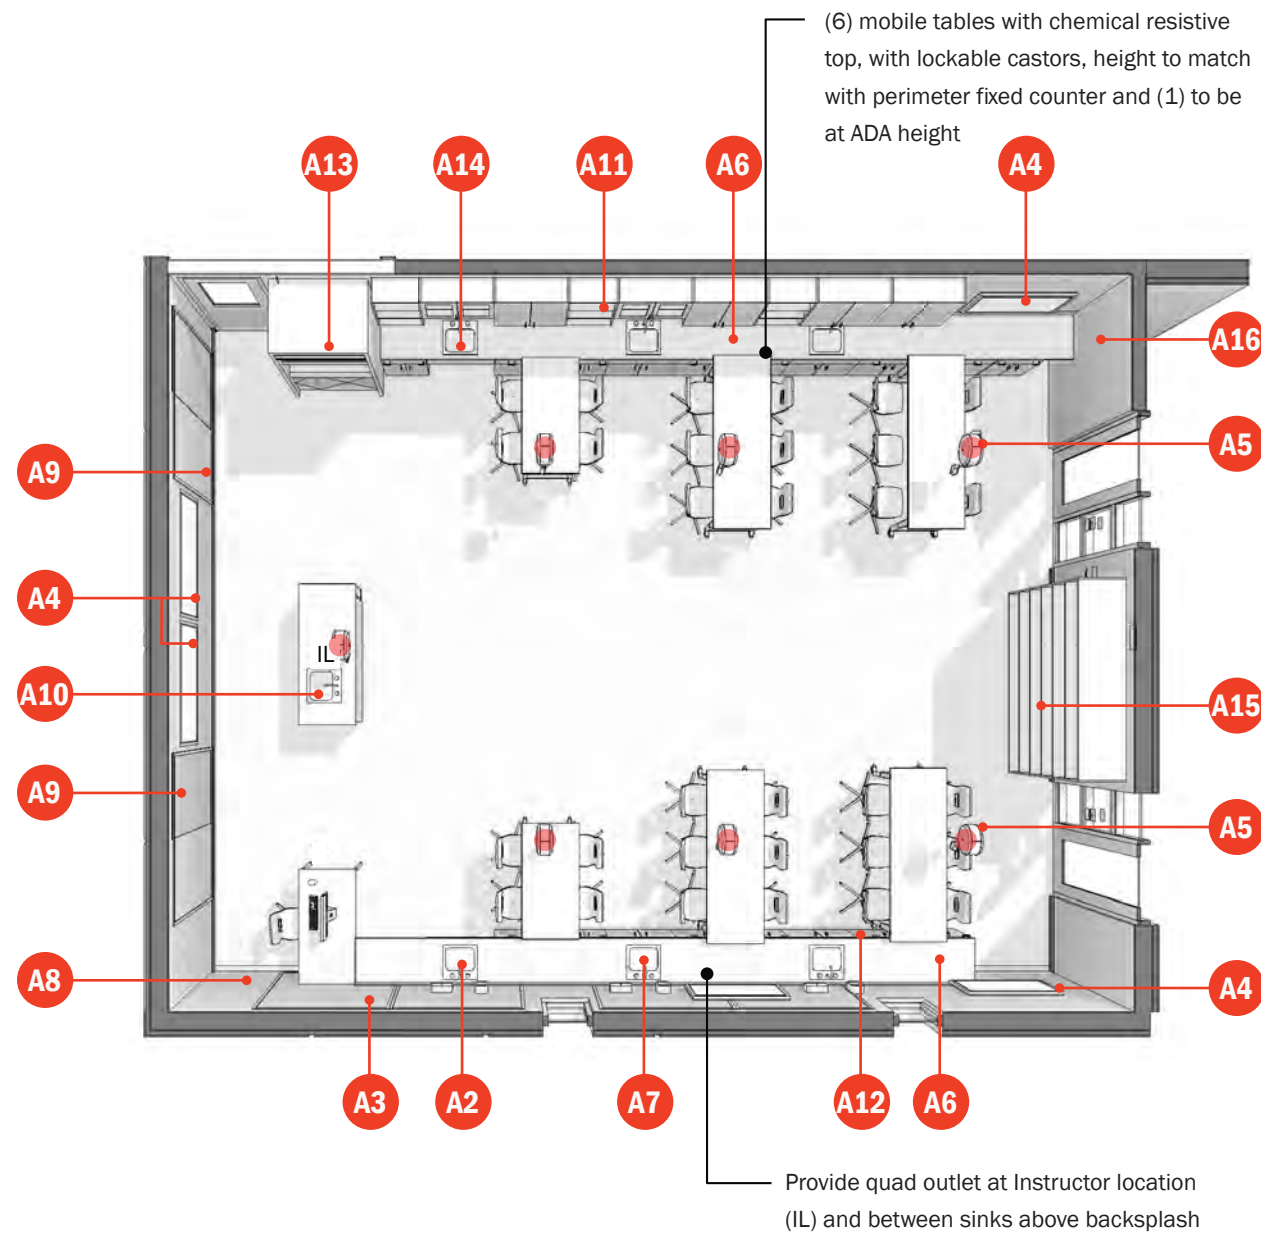 (6) mobile tables with chemical resistive
top, with lockable castors, height to match
with perimeter fixed counter and (1) to be
at ADA height
A13
A14
A11
A6
A4
A16
A9
A5
A4
IL
A10
A15
A9
A5
A8
A4
A3
A2
A7
A12
A6
Provide quad outlet at Instructor location
(IL) and between sinks above backsplash